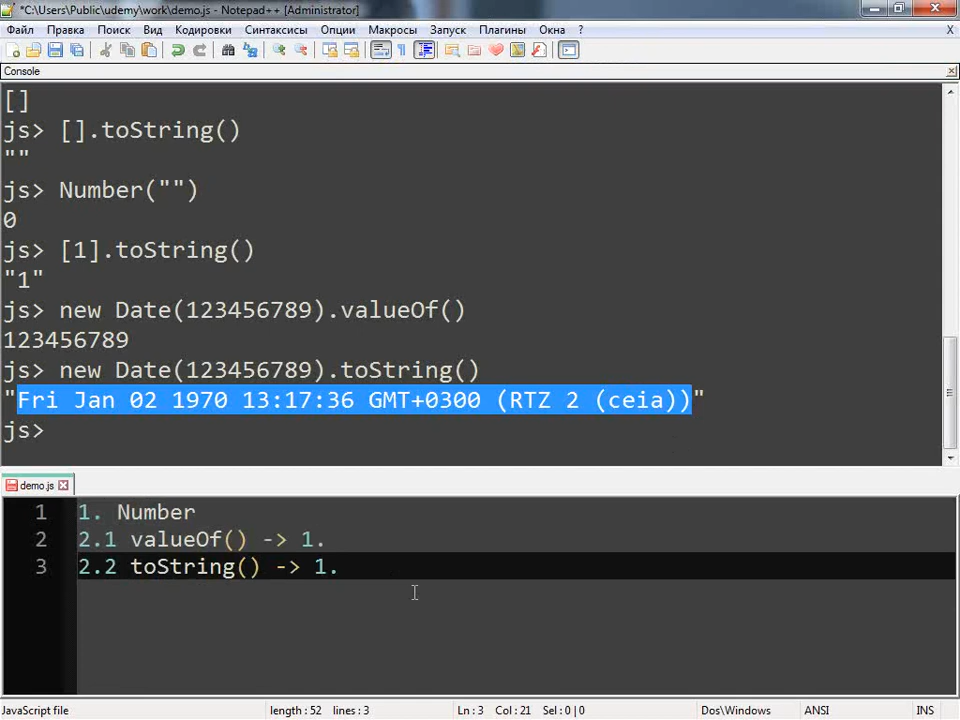 *C:\Users\Public\udemy\work\demo.js - Notepad++ [Administrator]
Файл Правка Поиск Вид Кодировки Синтаксисы Опции Макросы Запуск Плагины Окна ? X
Console
[]
js> [].toString()
""
js> Number("")
0
js> [1].toString()
"1"
js> new Date(123456789).valueOf()
123456789
js> new Date(123456789).toString()
"Fri Jan 02 1970 13:17:36 GMT+0300 (RTZ 2 (ceia))"
js>
demo.js
1 1. Number
2 2.1 valueOf() -> 1.
3 2.2 toString() -> 1.
JavaScript file length : 52 lines : 3 Ln : 3 Col : 21 Sel : 0 | 0 Dos\Windows ANSI INS